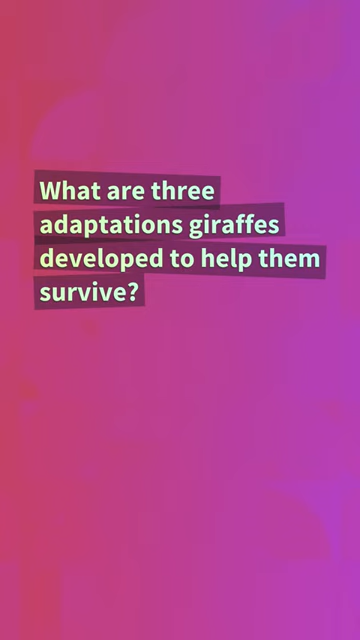 What are three
adaptations giraffes
developed to help them
survive?